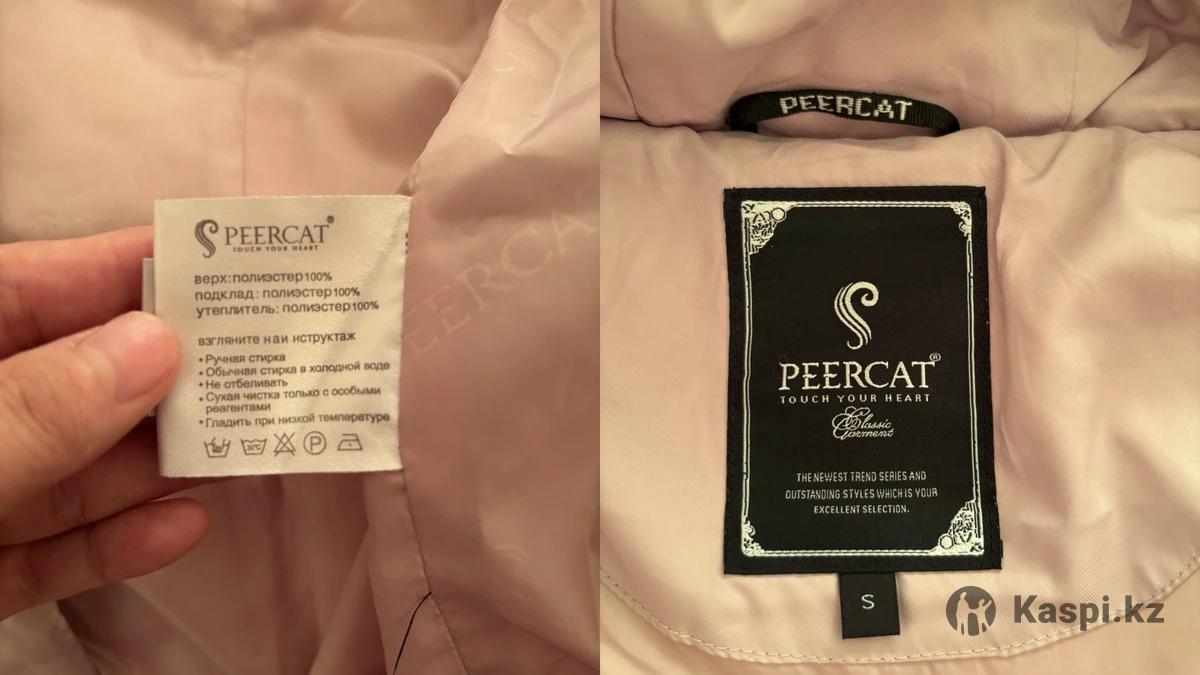 PEERCAT®
TOUCH YOUR HEART
верх:полиэстер100%
подклад: полиэстер100%
утеплитель: полиэстер100%
взгляните наи нструктаж
• Ручная стирка
• Обычная стирка в холодной воде
• Не отбеливать
• Сухая чистка только с особыми
реагентами
• Гладить при низкой температуре
30°C
P
PEERCA
PEERCAT
PEERCAT®
TOUCH YOUR HEART
Classic
Garment
THE NEWEST TREND SERIES AND
OUTSTANDING STYLES WHICH IS YOUR
EXCELLENT SELECTION.
S
Kaspi.kz